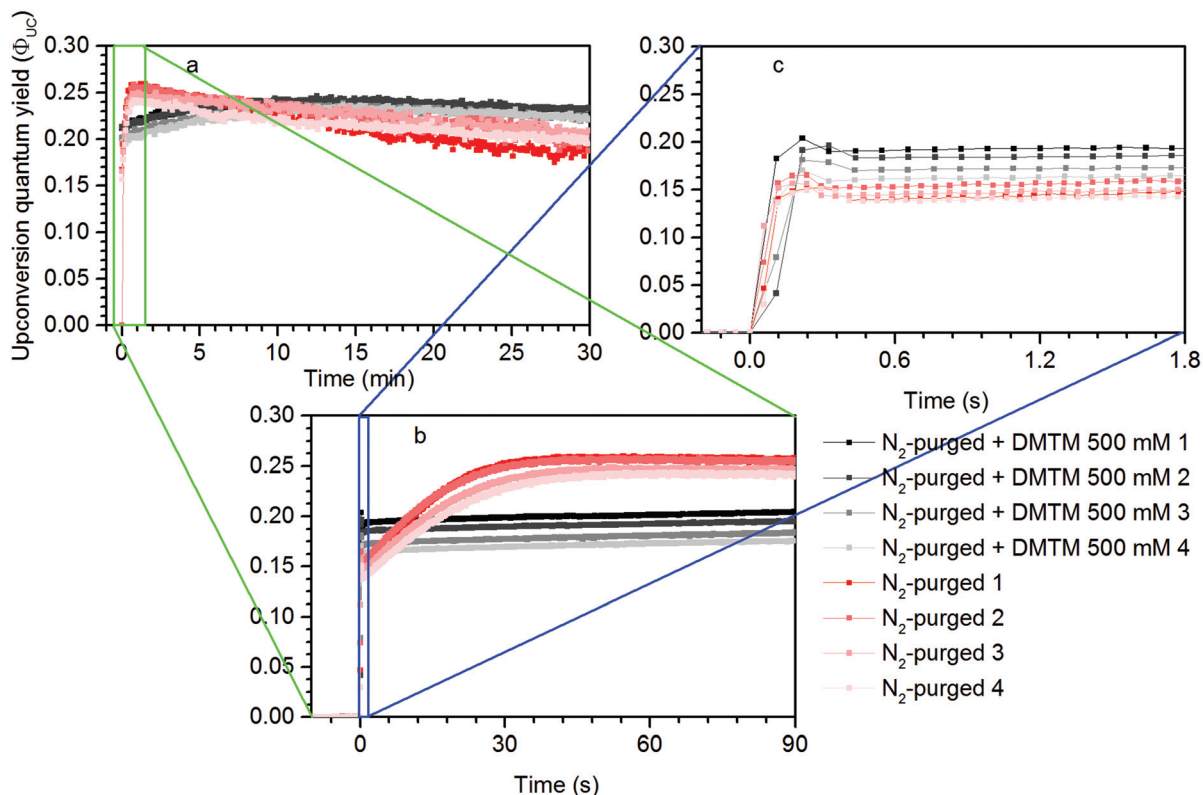 Upconversion quantum yield (Φ_UC)
0.30
0.25
0.20
0.15
0.10
0.05
0.00
a
0 5 10 15 20 25 30
Time (min)
0.30
0.25
0.20
0.15
0.10
0.05
0.00
c
0.0 0.6 1.2 1.8
Time (s)
0.30
0.25
0.20
0.15
0.10
0.05
0.00
b
0 30 60 90
Time (s)
N₂-purged + DMTM 500 mM 1
N₂-purged + DMTM 500 mM 2
N₂-purged + DMTM 500 mM 3
N₂-purged + DMTM 500 mM 4
N₂-purged 1
N₂-purged 2
N₂-purged 3
N₂-purged 4